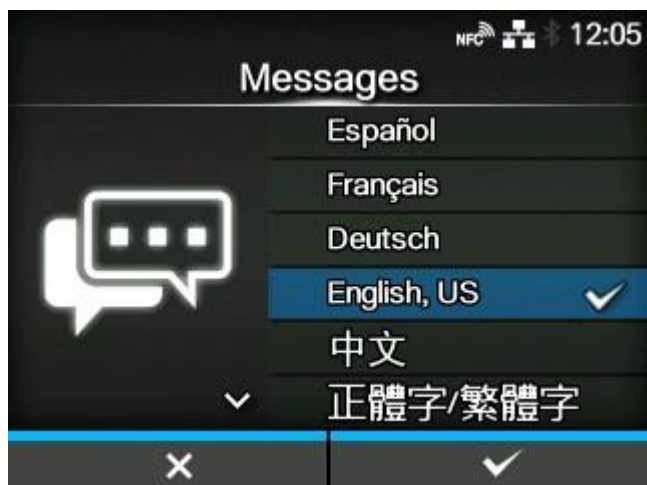 NFC 12:05
Messages
Español
Français
Deutsch
English, US
中文
正體字/繁體字